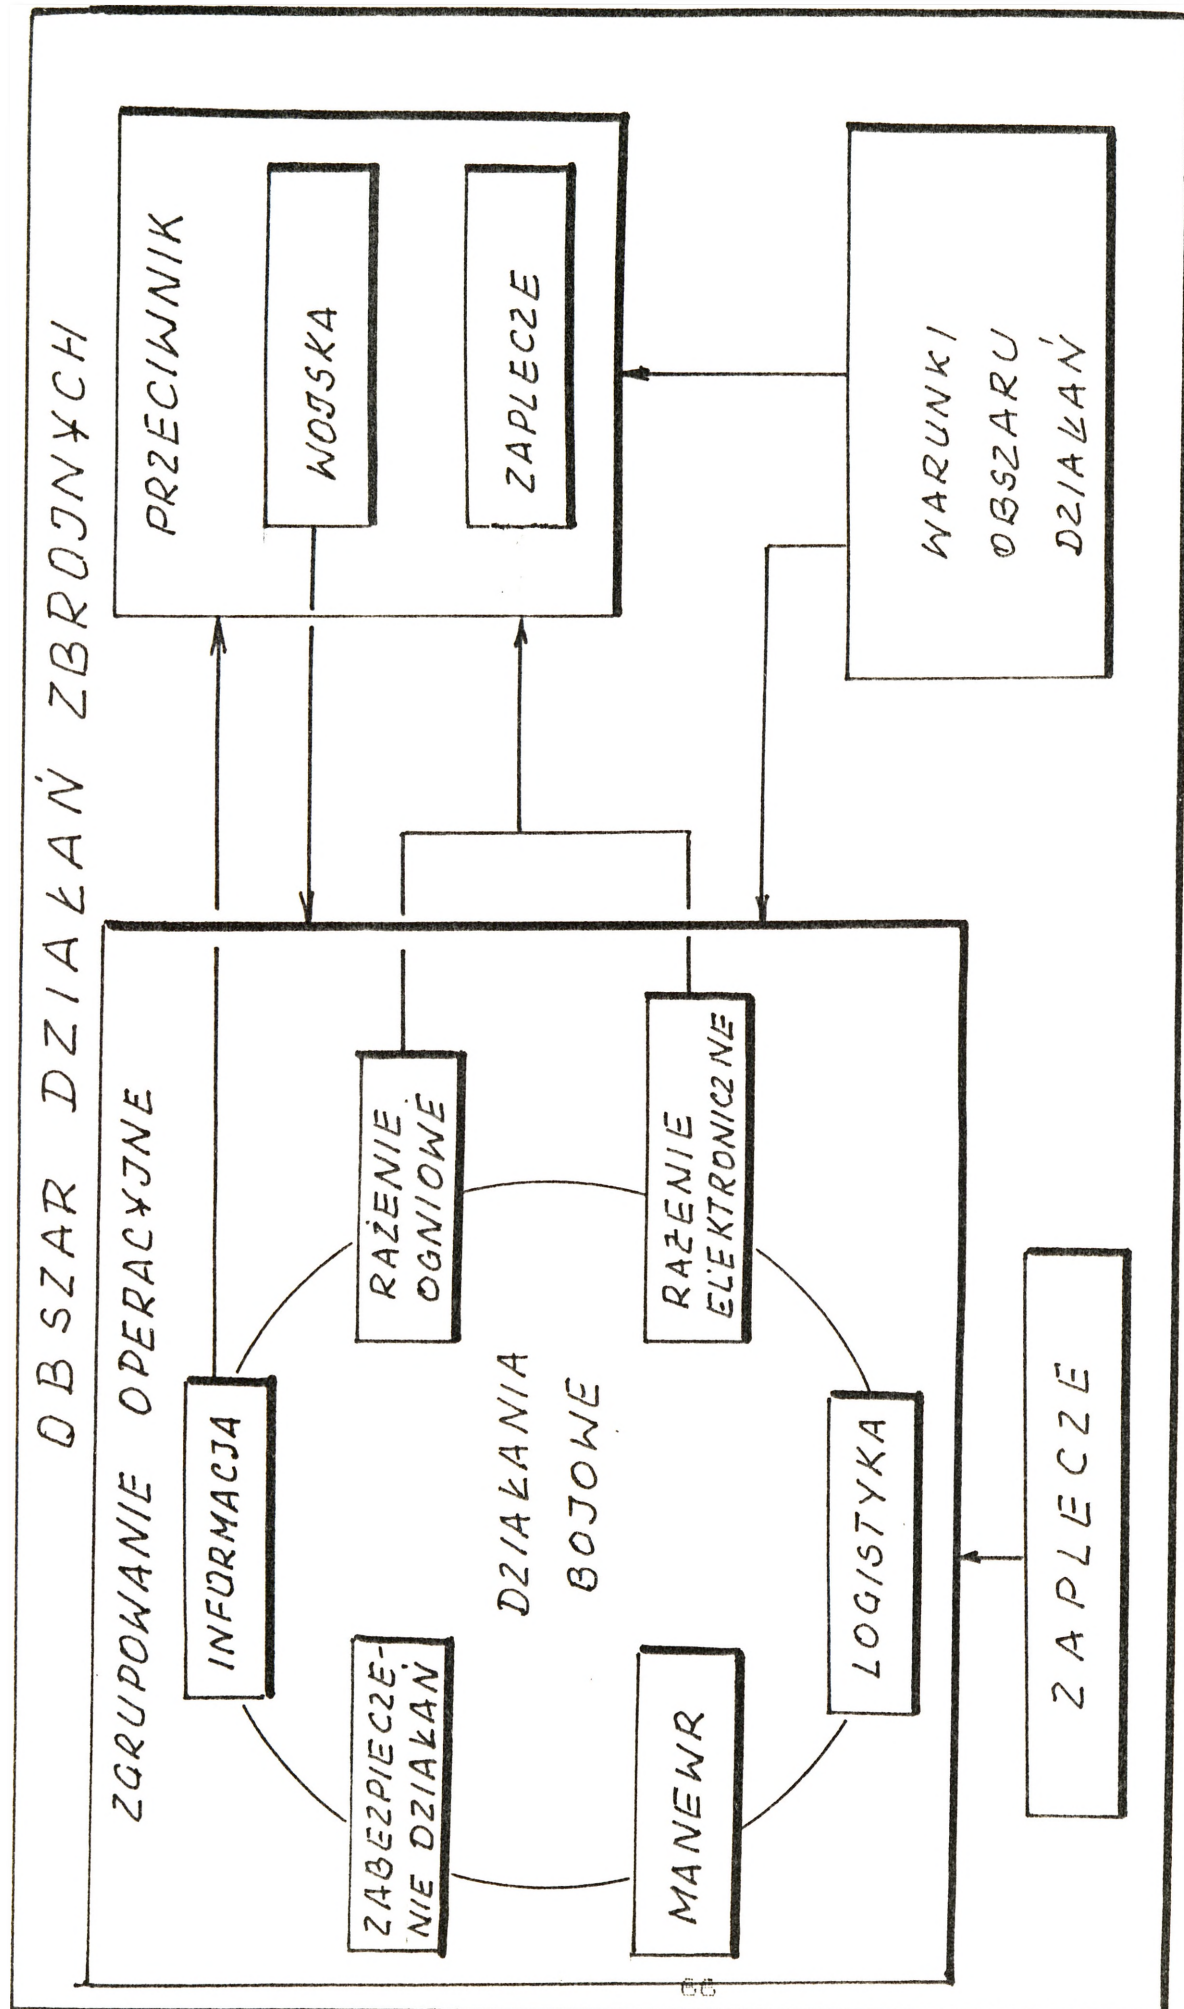 OBSZAR DZIAŁAŃ ZBROJNYCH
ZGRUPOWANIE OPERACYJNE
INFORMACJA
ZABEZPIECZE-
NIE DZIAŁAŃ
RAŻENIE
OGNIOWE
DZIAŁANIA
BOJOWE
MANEWR
RAŻENIE
ELEKTRONICZNE
LOGISTYKA
ZAPLECZE
PRZECIWNIK
WOJSKA
ZAPLECZE
WARUNKI
OBSZARU
DZIAŁAŃ
66